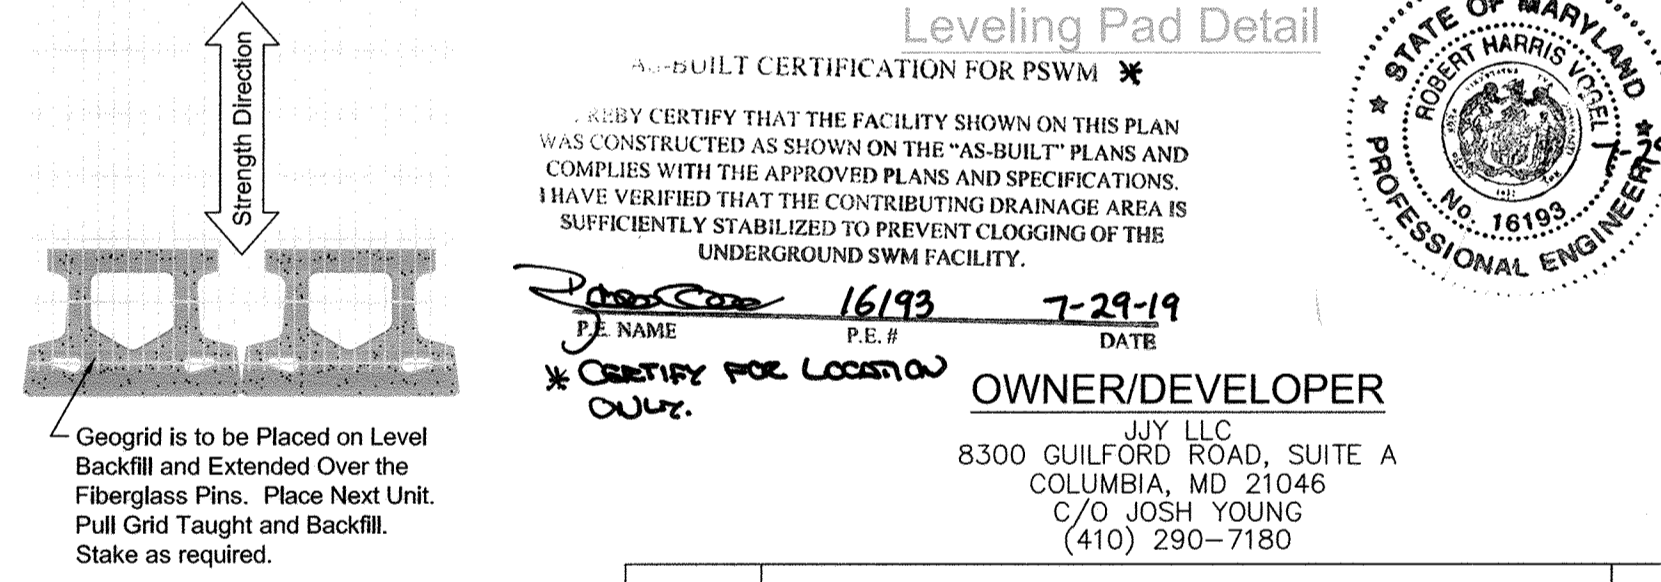 Strength Direction
Geogrid is to be Placed on Level
Backfill and Extended Over the
Fiberglass Pins. Place Next Unit.
Pull Grid Taught and Backfill.
Stake as required.
Leveling Pad Detail
AS-BUILT CERTIFICATION FOR PSWM *
REBY CERTIFY THAT THE FACILITY SHOWN ON THIS PLAN
WAS CONSTRUCTED AS SHOWN ON THE "AS-BUILT" PLANS AND
COMPLIES WITH THE APPROVED PLANS AND SPECIFICATIONS.
I HAVE VERIFIED THAT THE CONTRIBUTING DRAINAGE AREA IS
SUFFICIENTLY STABILIZED TO PREVENT CLOGGING OF THE
UNDERGROUND SWM FACILITY.
16193 7-29-19
P.E. NAME P.E. # DATE
* CERTIFY FOR LOCATION
ONLY.
OWNER/DEVELOPER
JJY LLC
8300 GUILFORD ROAD, SUITE A
COLUMBIA, MD 21046
C/O JOSH YOUNG
(410) 290-7180
STATE OF MARYLAND
ROBERT HARRIS VOGEL
No. 16193
PROFESSIONAL ENGINEER